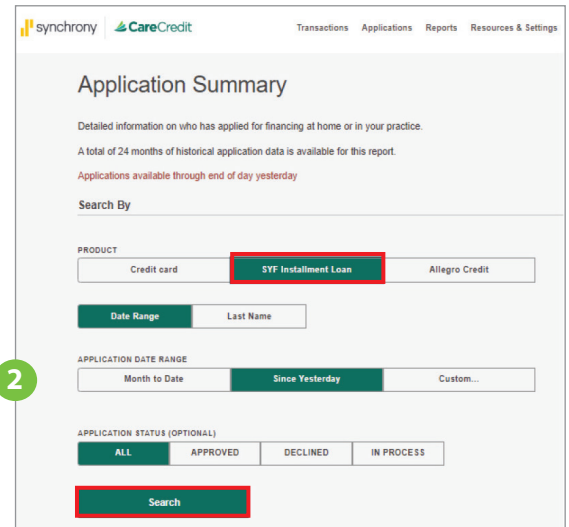 synchrony CareCredit Transactions Applications Reports Resources & Settings
Application Summary
Detailed information on who has applied for financing at home or in your practice.
A total of 24 months of historical application data is available for this report.
Applications available through end of day yesterday
Search By
PRODUCT
Credit card SYF Installment Loan Allegro Credit
Date Range Last Name
APPLICATION DATE RANGE
2 Month to Date Since Yesterday Custom...
APPLICATION STATUS (OPTIONAL)
ALL APPROVED DECLINED IN PROCESS
Search